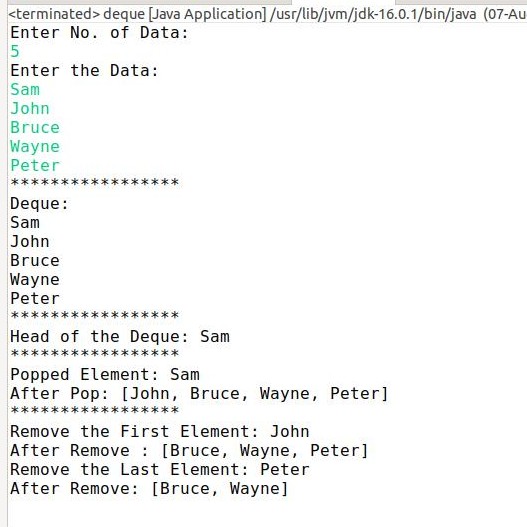 <terminated> deque [Java Application] /usr/lib/jvm/jdk-16.0.1/bin/java (07-Au
Enter No. of Data:
5
Enter the Data:
Sam
John
Bruce
Wayne
Peter
*****************
Deque:
Sam
John
Bruce
Wayne
Peter
*****************
Head of the Deque: Sam
*****************
Popped Element: Sam
After Pop: [John, Bruce, Wayne, Peter]
*****************
Remove the First Element: John
After Remove : [Bruce, Wayne, Peter]
Remove the Last Element: Peter
After Remove: [Bruce, Wayne]